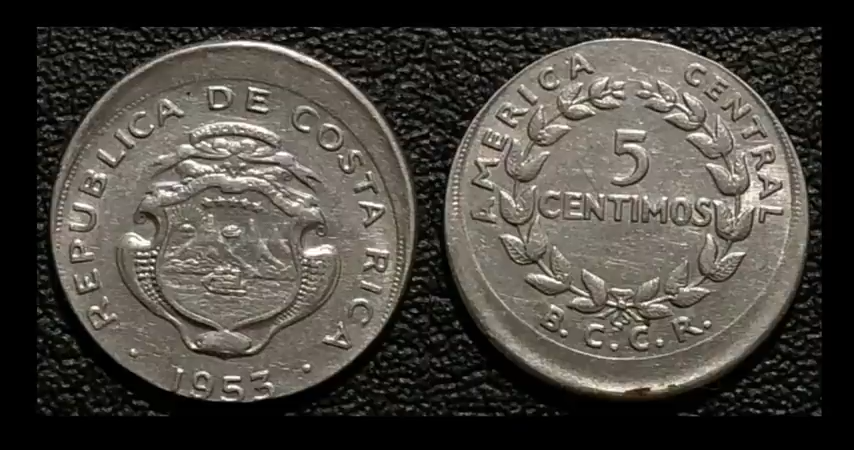 REPUBLICA DE COSTA RICA
1953
AMERICA CENTRAL
5
CENTIMOS
B. C. C. R.